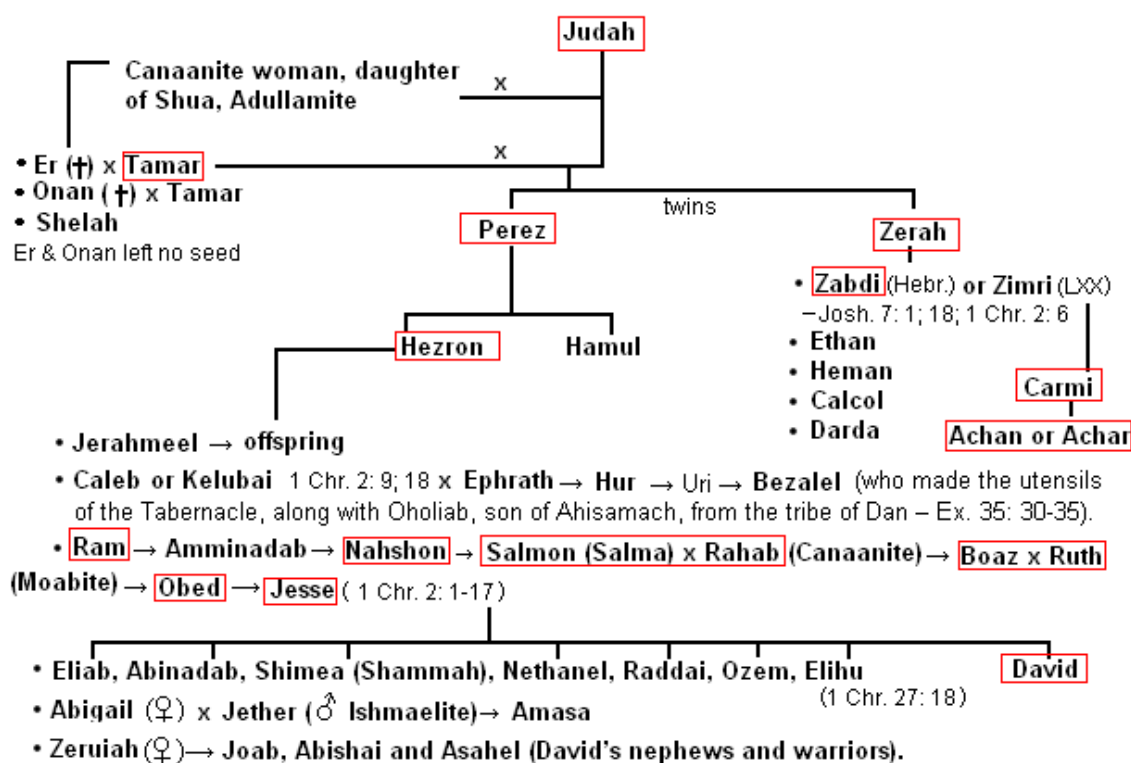 Judah
Canaanite woman, daughter
of Shua, Adullamite
x
• Er (✝) x Tamar
x
• Onan (✝) x Tamar
• Shelah
Er & Onan left no seed
twins
Perez
Zerah
• Zabdi (Hebr.) or Zimri (LXX)
–Josh. 7: 1; 18; 1 Chr. 2: 6
• Ethan
• Heman
• Calcol
• Darda
Hezron
Hamul
Carmi
Achan or Achar
• Jerahmeel → offspring
• Caleb or Kelubai 1 Chr. 2: 9; 18 x Ephrath → Hur → Uri → Bezalel (who made the utensils
of the Tabernacle, along with Oholiab, son of Ahisamach, from the tribe of Dan – Ex. 35: 30-35).
• Ram → Amminadab → Nahshon → Salmon (Salma) x Rahab (Canaanite) → Boaz x Ruth
(Moabite) → Obed → Jesse ( 1 Chr. 2: 1-17)
• Eliab, Abinadab, Shimea (Shammah), Nethanel, Raddai, Ozem, Elihu
David
(1 Chr. 27: 18)
• Abigail (♀) x Jether (♂ Ishmaelite) → Amasa
• Zeruiah (♀) → Joab, Abishai and Asahel (David's nephews and warriors).